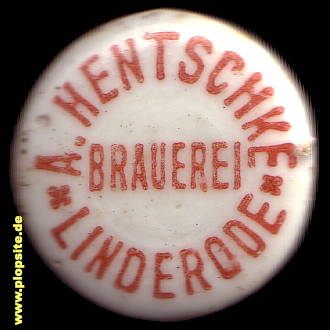 A. HENTSCHKE
BRAUEREI
* LINDERODE *
www.plopsite.de